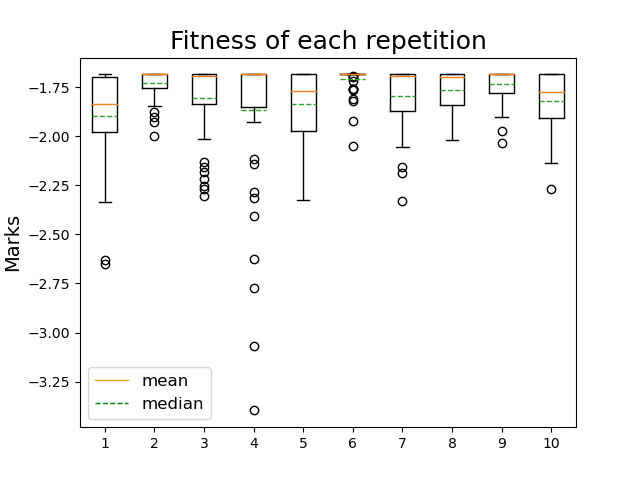 Fitness of each repetition
Marks
−1.75
−2.00
−2.25
−2.50
−2.75
−3.00
−3.25
mean
median
1 2 3 4 5 6 7 8 9 10